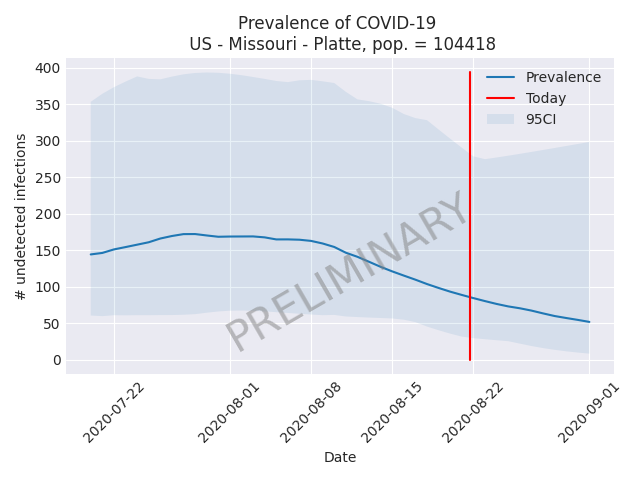 Prevalence of COVID-19
US - Missouri - Platte, pop. = 104418
# undetected infections
400
350
300
250
200
150
100
50
0
Prevalence
Today
95CI
PRELIMINARY
2020-07-22
2020-08-01
2020-08-08
2020-08-15
2020-08-22
2020-09-01
Date